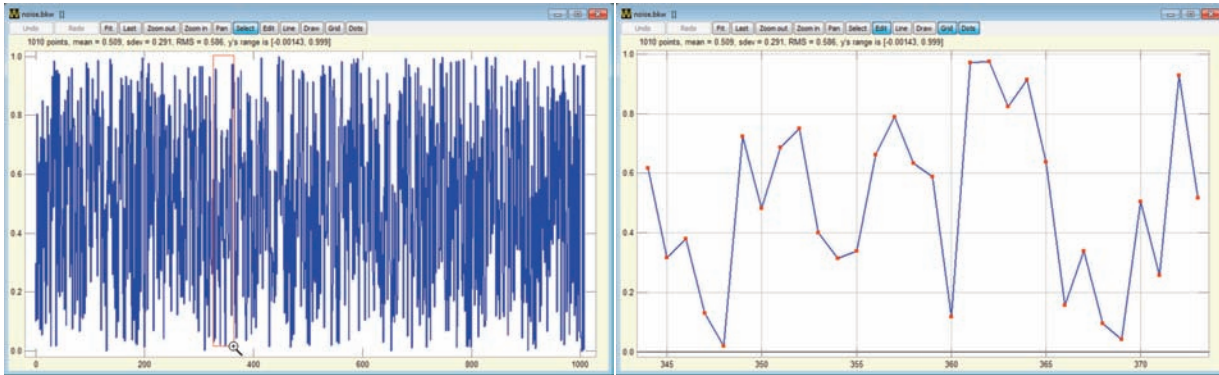 noise.bkw []
Undo Redo Fit Last Zoom out Zoom in Pan Select Edit Line Draw Grid Dots
1010 points, mean = 0.509, sdev = 0.291, RMS = 0.586, y's range is [-0.00143, 0.999]
1.0
0.8
0.6
0.4
0.2
0.0
0 200 400 600 800 1000
noise.bkw []
Undo Redo Fit Last Zoom out Zoom in Pan Select Edit Line Draw Grid Dots
1010 points, mean = 0.509, sdev = 0.291, RMS = 0.586, y's range is [-0.00143, 0.999]
1.0
0.8
0.6
0.4
0.2
0.0
345 350 355 360 365 370